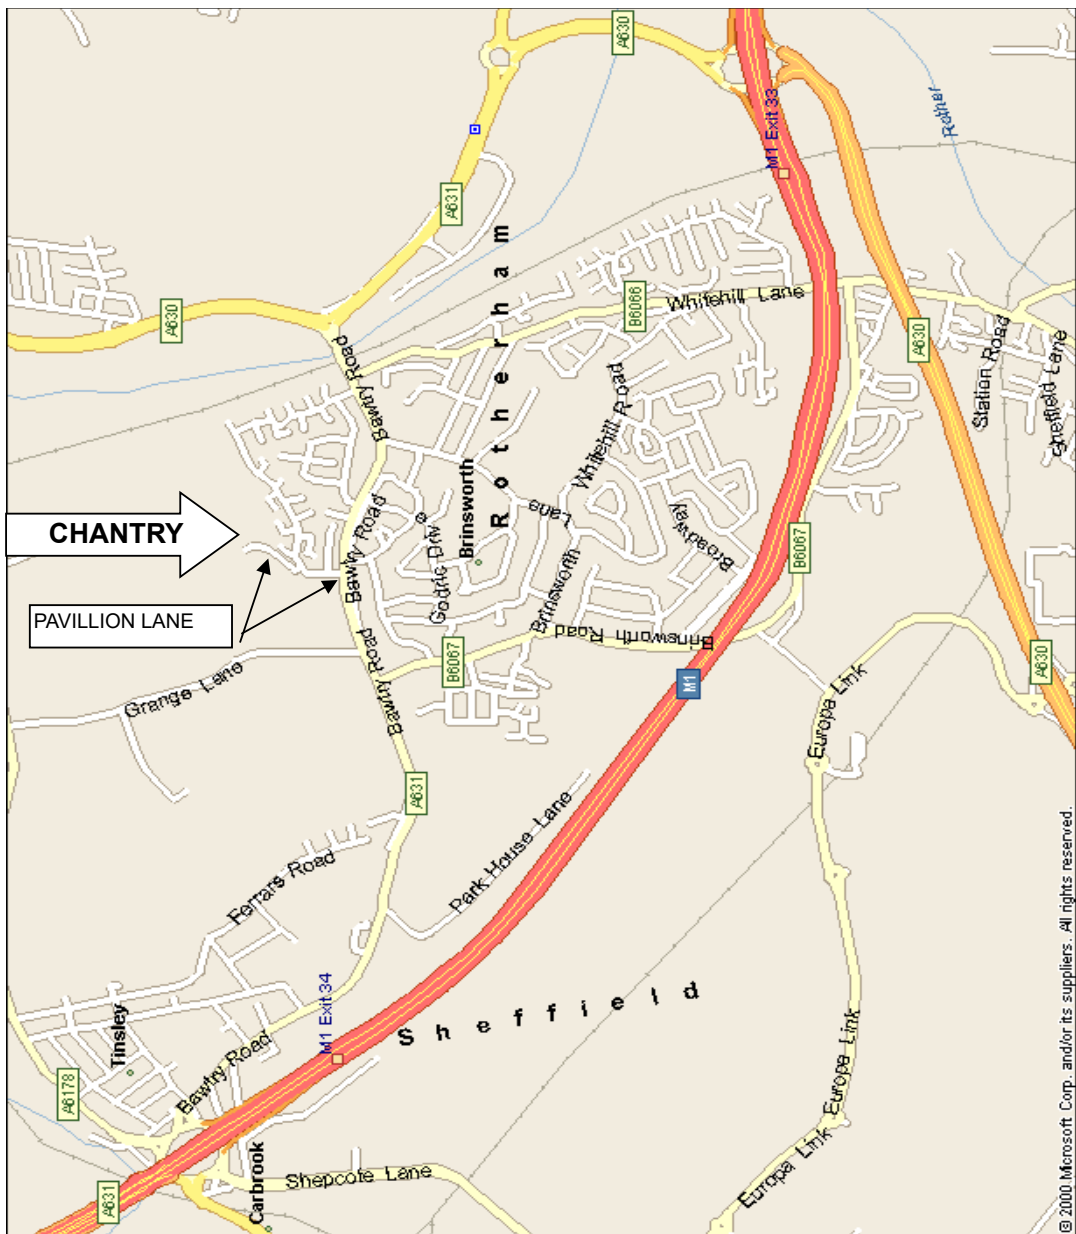 A630
M1 Exit 33
Rother
A631
Rotherham
A630
Bawtry Road
B6066
Whitehill Lane
A630
Station Road
Sheffield Lane
CHANTRY
PAVILLION LANE
Bawtry Road
Bawtry Road
Godric Drive
Brinsworth
Whitehill Road
Brinsworth Lane
Broadway
B6067
Grange Lane
B6067
Brinsworth Road
M1
Europa Link
A630
A631
Park House Lane
Ferrars Road
Sheffield
M1 Exit 34
Tinsley
Bawtry Road
A6178
A631
Carbrook
Shepcote Lane
Europa Link
Europa Link
© 2000 Microsoft Corp. and/or its suppliers. All rights reserved.